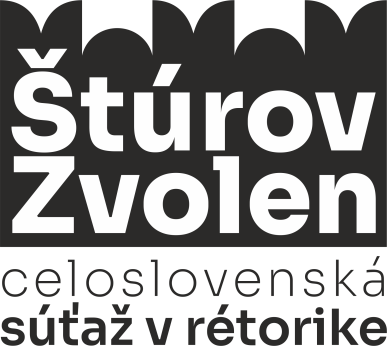 Štúrov
Zvolen
celoslovenská
súťaž v rétorike